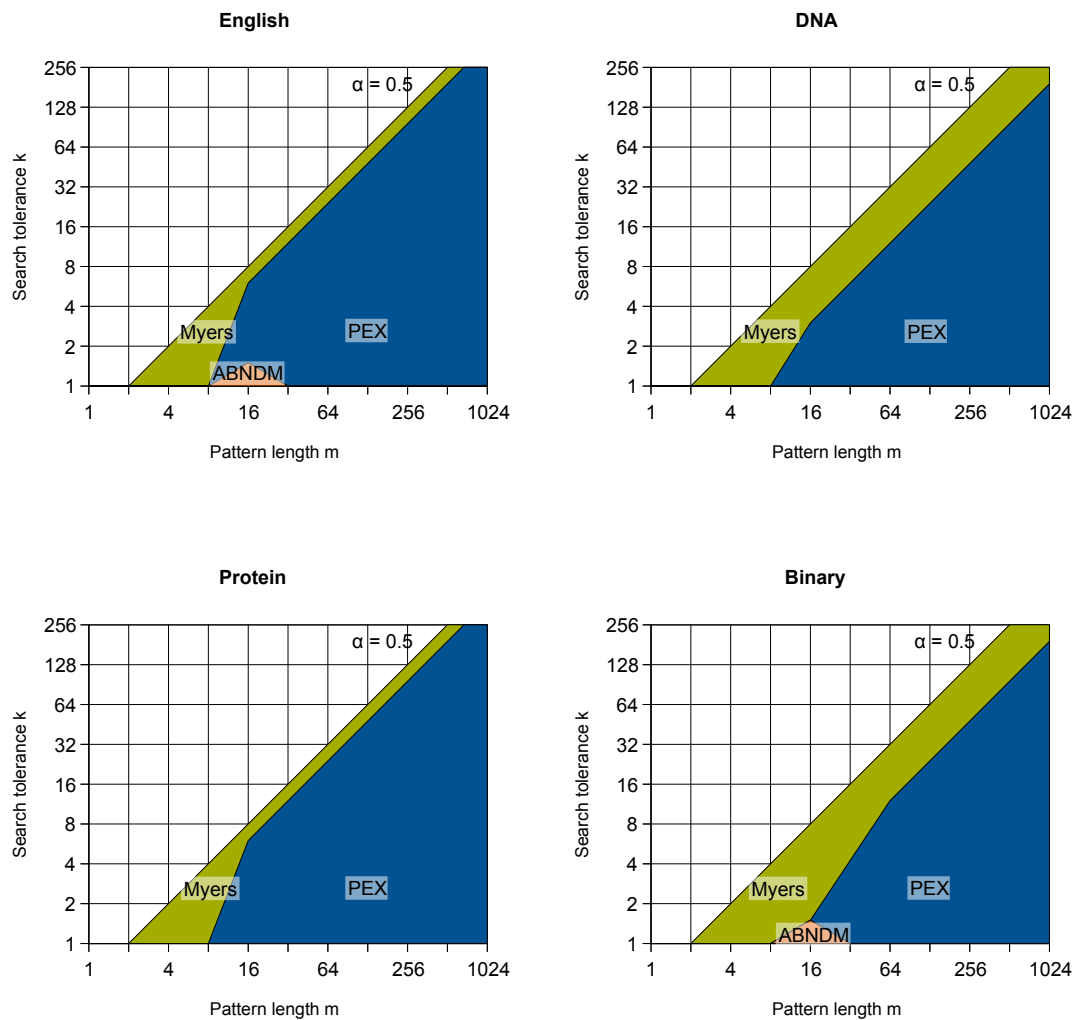 English
α = 0.5
256
128
64
32
16
8
4
2
1
Search tolerance k
Myers
PEX
ABNDM
1 4 16 64 256 1024
Pattern length m
DNA
α = 0.5
256
128
64
32
16
8
4
2
1
Search tolerance k
Myers
PEX
1 4 16 64 256 1024
Pattern length m
Protein
α = 0.5
256
128
64
32
16
8
4
2
1
Search tolerance k
Myers
PEX
1 4 16 64 256 1024
Pattern length m
Binary
α = 0.5
256
128
64
32
16
8
4
2
1
Search tolerance k
Myers
PEX
ABNDM
1 4 16 64 256 1024
Pattern length m